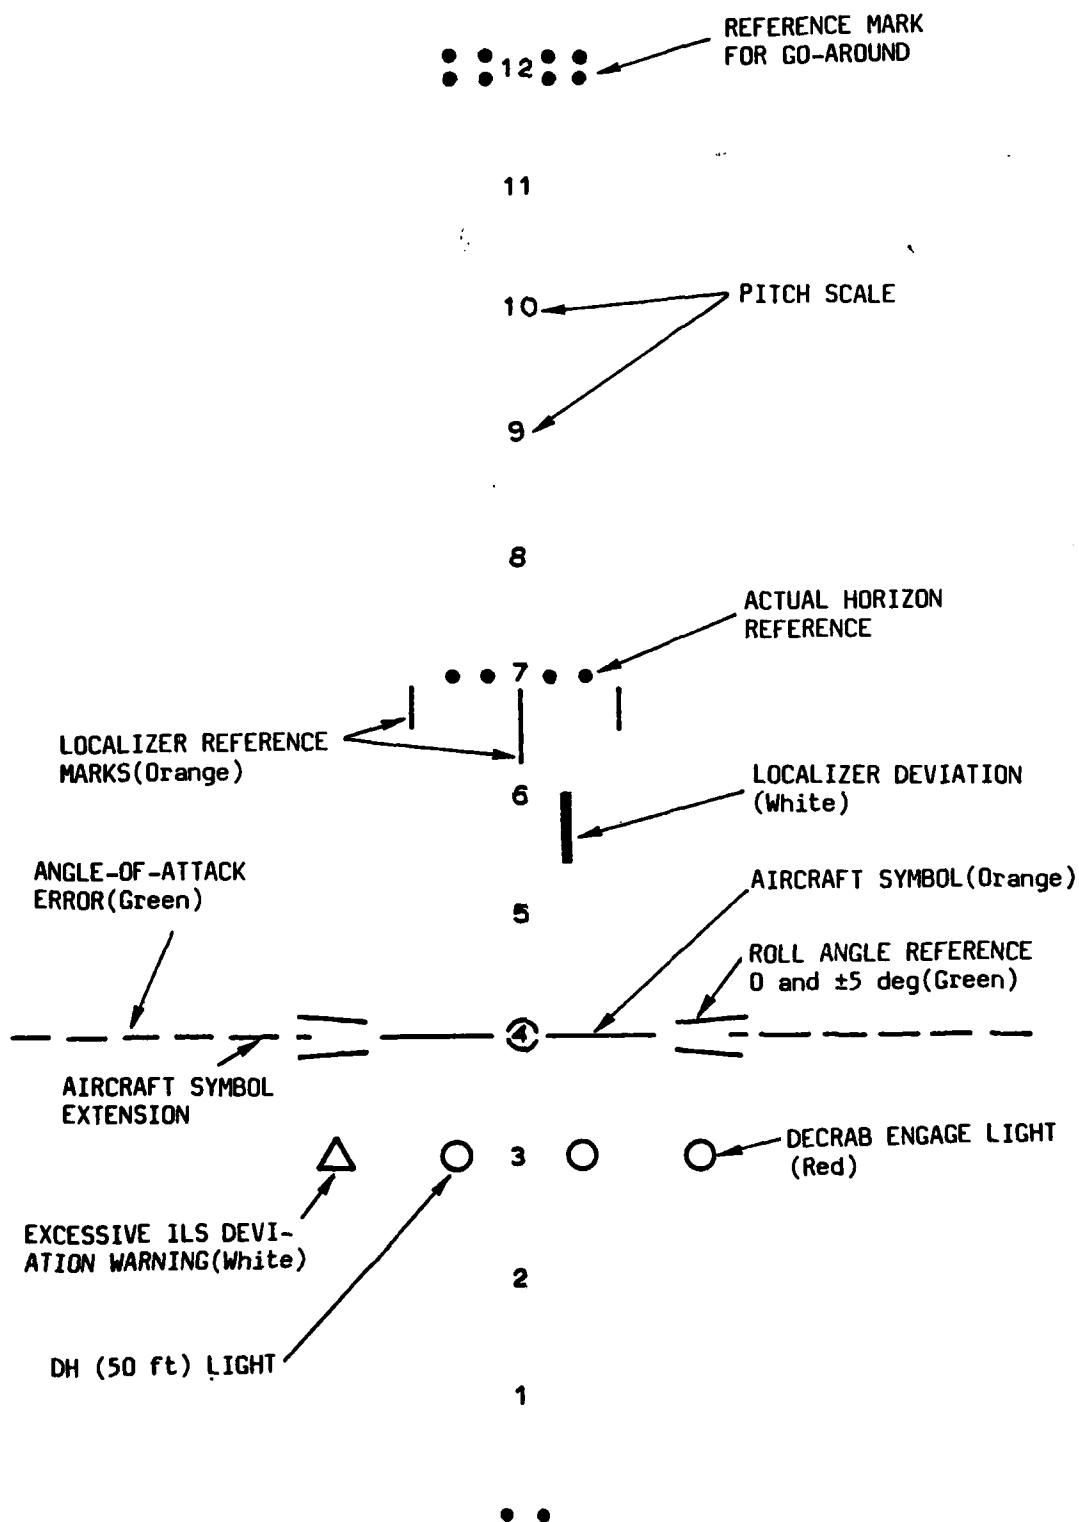 REFERENCE MARK
FOR GO-AROUND
12
11
10
PITCH SCALE
9
8
ACTUAL HORIZON
REFERENCE
7
LOCALIZER REFERENCE
MARKS(Orange)
6
LOCALIZER DEVIATION
(White)
ANGLE-OF-ATTACK
ERROR(Green)
AIRCRAFT SYMBOL(Orange)
5
ROLL ANGLE REFERENCE
0 and ±5 deg(Green)
4
AIRCRAFT SYMBOL
EXTENSION
3
DECRAB ENGAGE LIGHT
(Red)
EXCESSIVE ILS DEVI-
ATION WARNING(White)
2
DH (50 ft) LIGHT
1